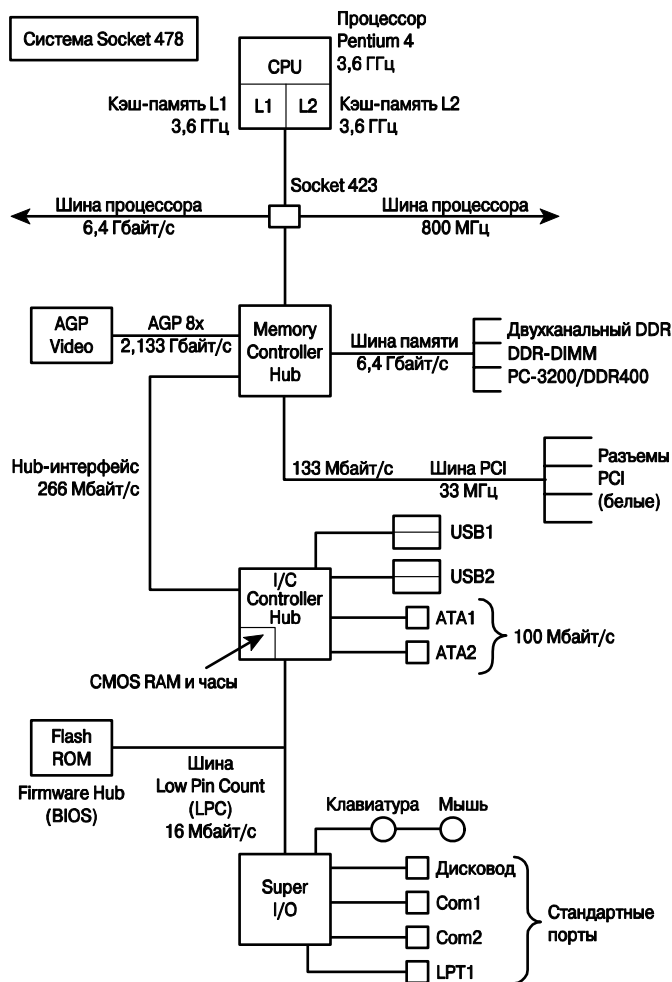 Система Socket 478
Процессор
Pentium 4
3,6 ГГц
CPU
L1
L2
Кэш-память L1
3,6 ГГц
Кэш-память L2
3,6 ГГц
Socket 423
Шина процессора
6,4 Гбайт/с
Шина процессора
800 МГц
AGP
Video
AGP 8x
2,133 Гбайт/с
Memory
Controller
Hub
Шина памяти
6,4 Гбайт/с
Двухканальный DDR
DDR-DIMM
PC-3200/DDR400
Hub-интерфейс
266 Мбайт/с
133 Мбайт/с
Шина PCI
33 МГц
Разъемы
PCI
(белые)
USB1
USB2
I/C
Controller
Hub
ATA1
ATA2
100 Мбайт/с
CMOS RAM и часы
Flash
ROM
Firmware Hub
(BIOS)
Шина
Low Pin Count
(LPC)
16 Мбайт/с
Клавиатура
Мышь
Super
I/O
Дисковод
Com1
Com2
LPT1
Стандартные
порты